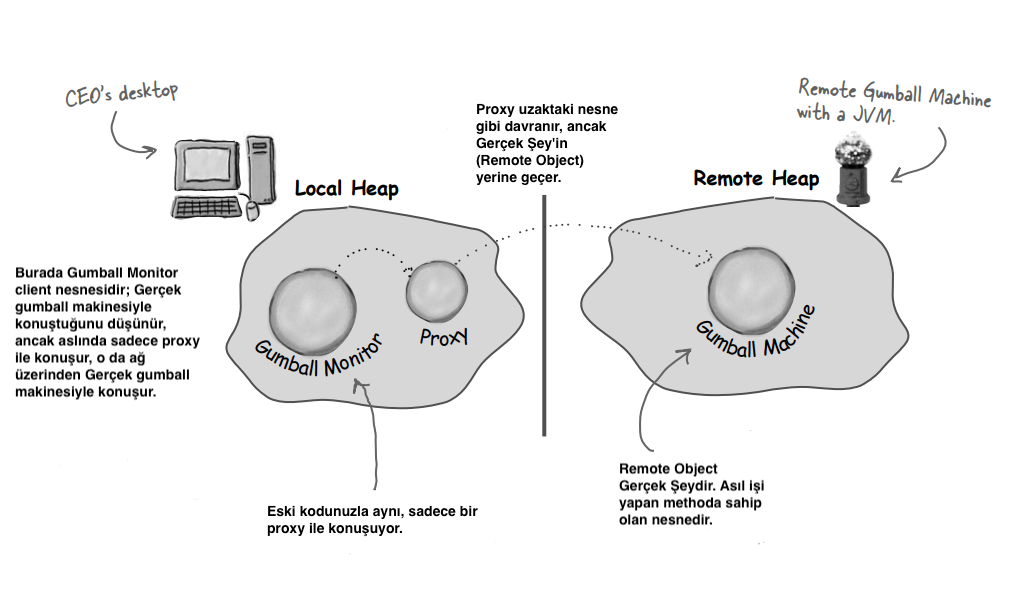 CEO's desktop
Proxy uzaktaki nesne
gibi davranır, ancak
Gerçek Şey'in
(Remote Object)
yerine geçer.
Remote Gumball Machine
with a JVM.
Local Heap
Remote Heap
Burada Gumball Monitor
client nesnesidir; Gerçek
gumball makinesiyle
konuştuğunu düşünür,
ancak aslında sadece proxy
ile konuşur, o da ağ
üzerinden Gerçek gumball
makinesiyle konuşur.
Gumball Monitor
Proxy
Gumball Machine
Eski kodunuzla aynı, sadece bir
proxy ile konuşuyor.
Remote Object
Gerçek Şeydir. Asıl işi
yapan methoda sahip
olan nesnedir.